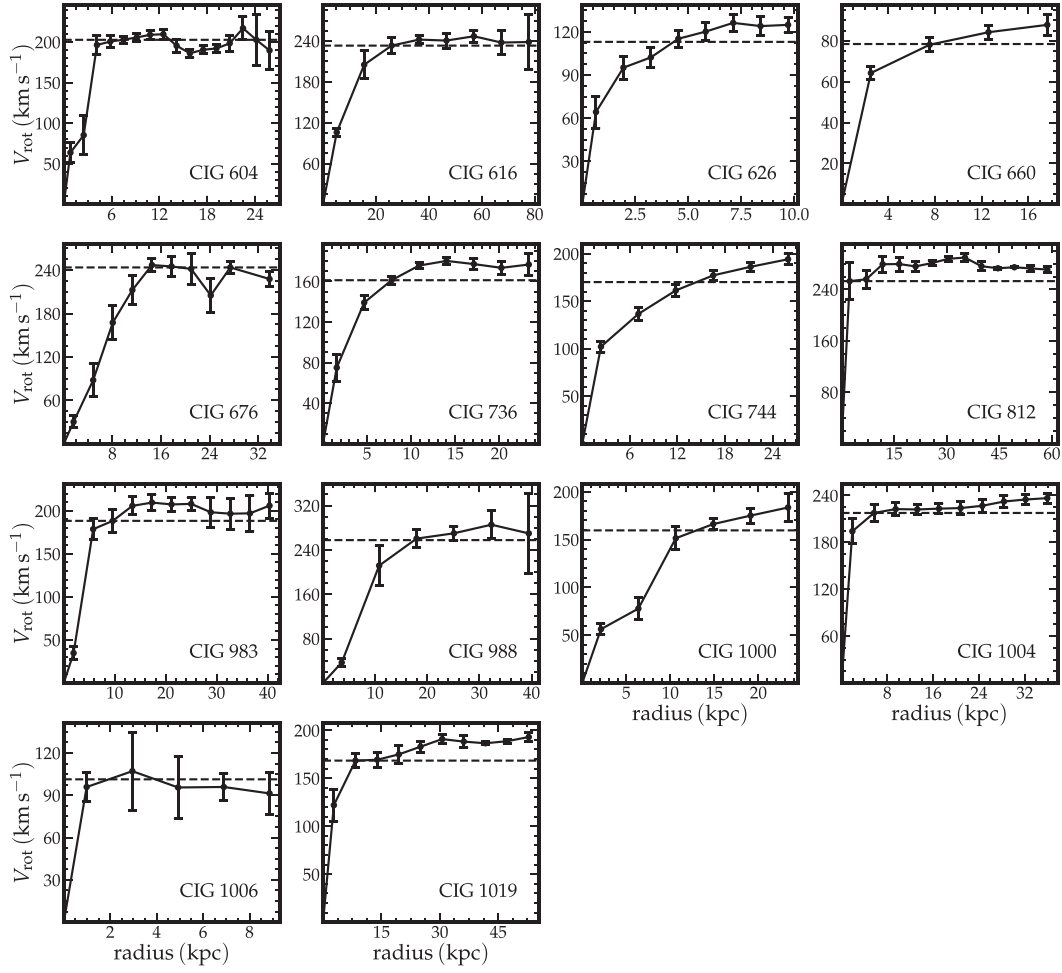 V_rot (km s⁻¹)
200
150
100
50
6 12 18 24
CIG 604
240
180
120
60
20 40 60 80
CIG 616
120
90
60
30
2.5 5.0 7.5 10.0
CIG 626
80
60
40
20
4 8 12 16
CIG 660
V_rot (km s⁻¹)
240
180
120
60
8 16 24 32
CIG 676
160
120
80
40
5 10 15 20
CIG 736
200
150
100
50
6 12 18 24
CIG 744
240
160
80
15 30 45 60
CIG 812
V_rot (km s⁻¹)
200
150
100
50
10 20 30 40
CIG 983
320
240
160
80
10 20 30 40
CIG 988
200
150
100
50
5 10 15 20
CIG 1000
radius (kpc)
240
180
120
60
8 16 24 32
CIG 1004
radius (kpc)
V_rot (km s⁻¹)
120
90
60
30
2 4 6 8
CIG 1006
radius (kpc)
200
150
100
50
15 30 45
CIG 1019
radius (kpc)